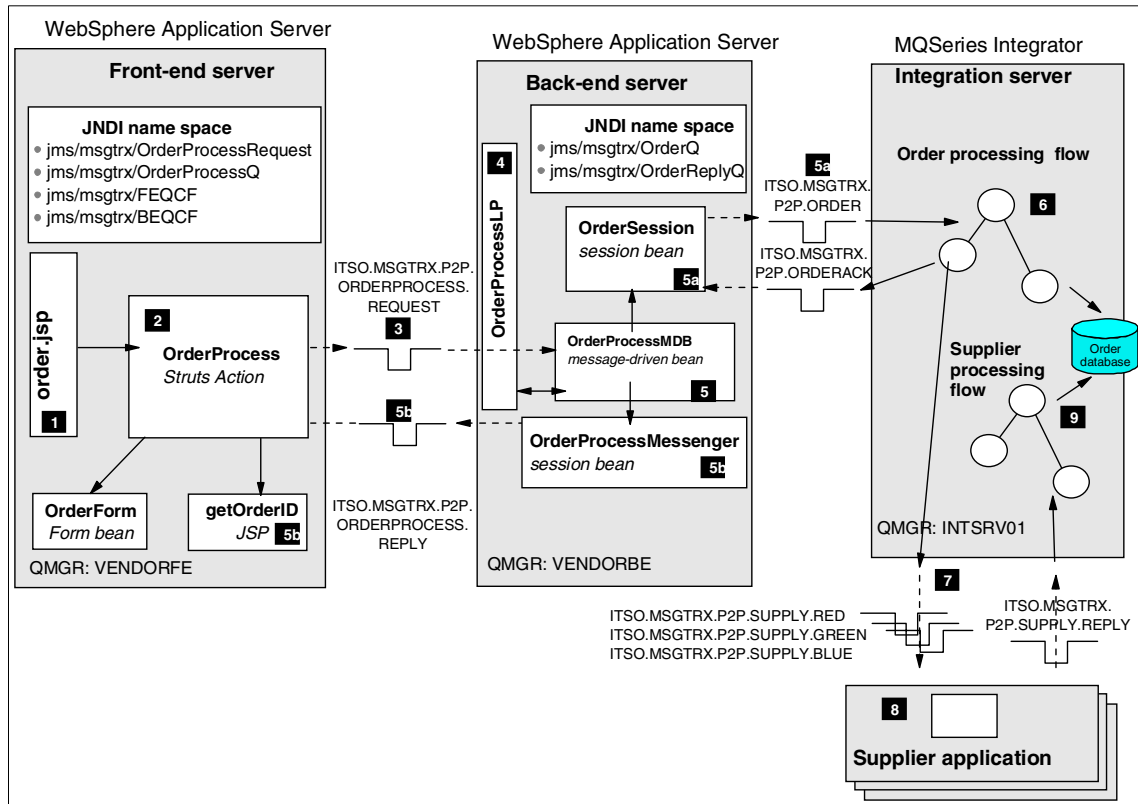 WebSphere Application Server
Front-end server
JNDI name space
jms/msgtrx/OrderProcessRequest
jms/msgtrx/OrderProcessQ
jms/msgtrx/FEQCF
jms/msgtrx/BEQCF
order.jsp
1
2
OrderProcess
Struts Action
OrderForm
Form bean
getOrderID
JSP
5b
QMGR: VENDORFE
ITSO.MSGTRX.P2P.
ORDERPROCESS.
REQUEST
3
5b
ITSO.MSGTRX.P2P.
ORDERPROCESS.
REPLY
WebSphere Application Server
Back-end server
JNDI name space
jms/msgtrx/OrderQ
jms/msgtrx/OrderReplyQ
4
OrderProcessLP
OrderSession
session bean
5a
OrderProcessMDB
message-driven bean
5
OrderProcessMessenger
session bean
5b
QMGR: VENDORBE
5a
ITSO.MSGTRX.
P2P.ORDER
ITSO.MSGTRX.
P2P.ORDERACK
MQSeries Integrator
Integration server
Order processing flow
6
Order
database
Supplier
processing
flow
9
QMGR: INTSRV01
7
ITSO.MSGTRX.P2P.SUPPLY.RED
ITSO.MSGTRX.P2P.SUPPLY.GREEN
ITSO.MSGTRX.P2P.SUPPLY.BLUE
ITSO.MSGTRX.
P2P.SUPPLY.REPLY
8
Supplier application